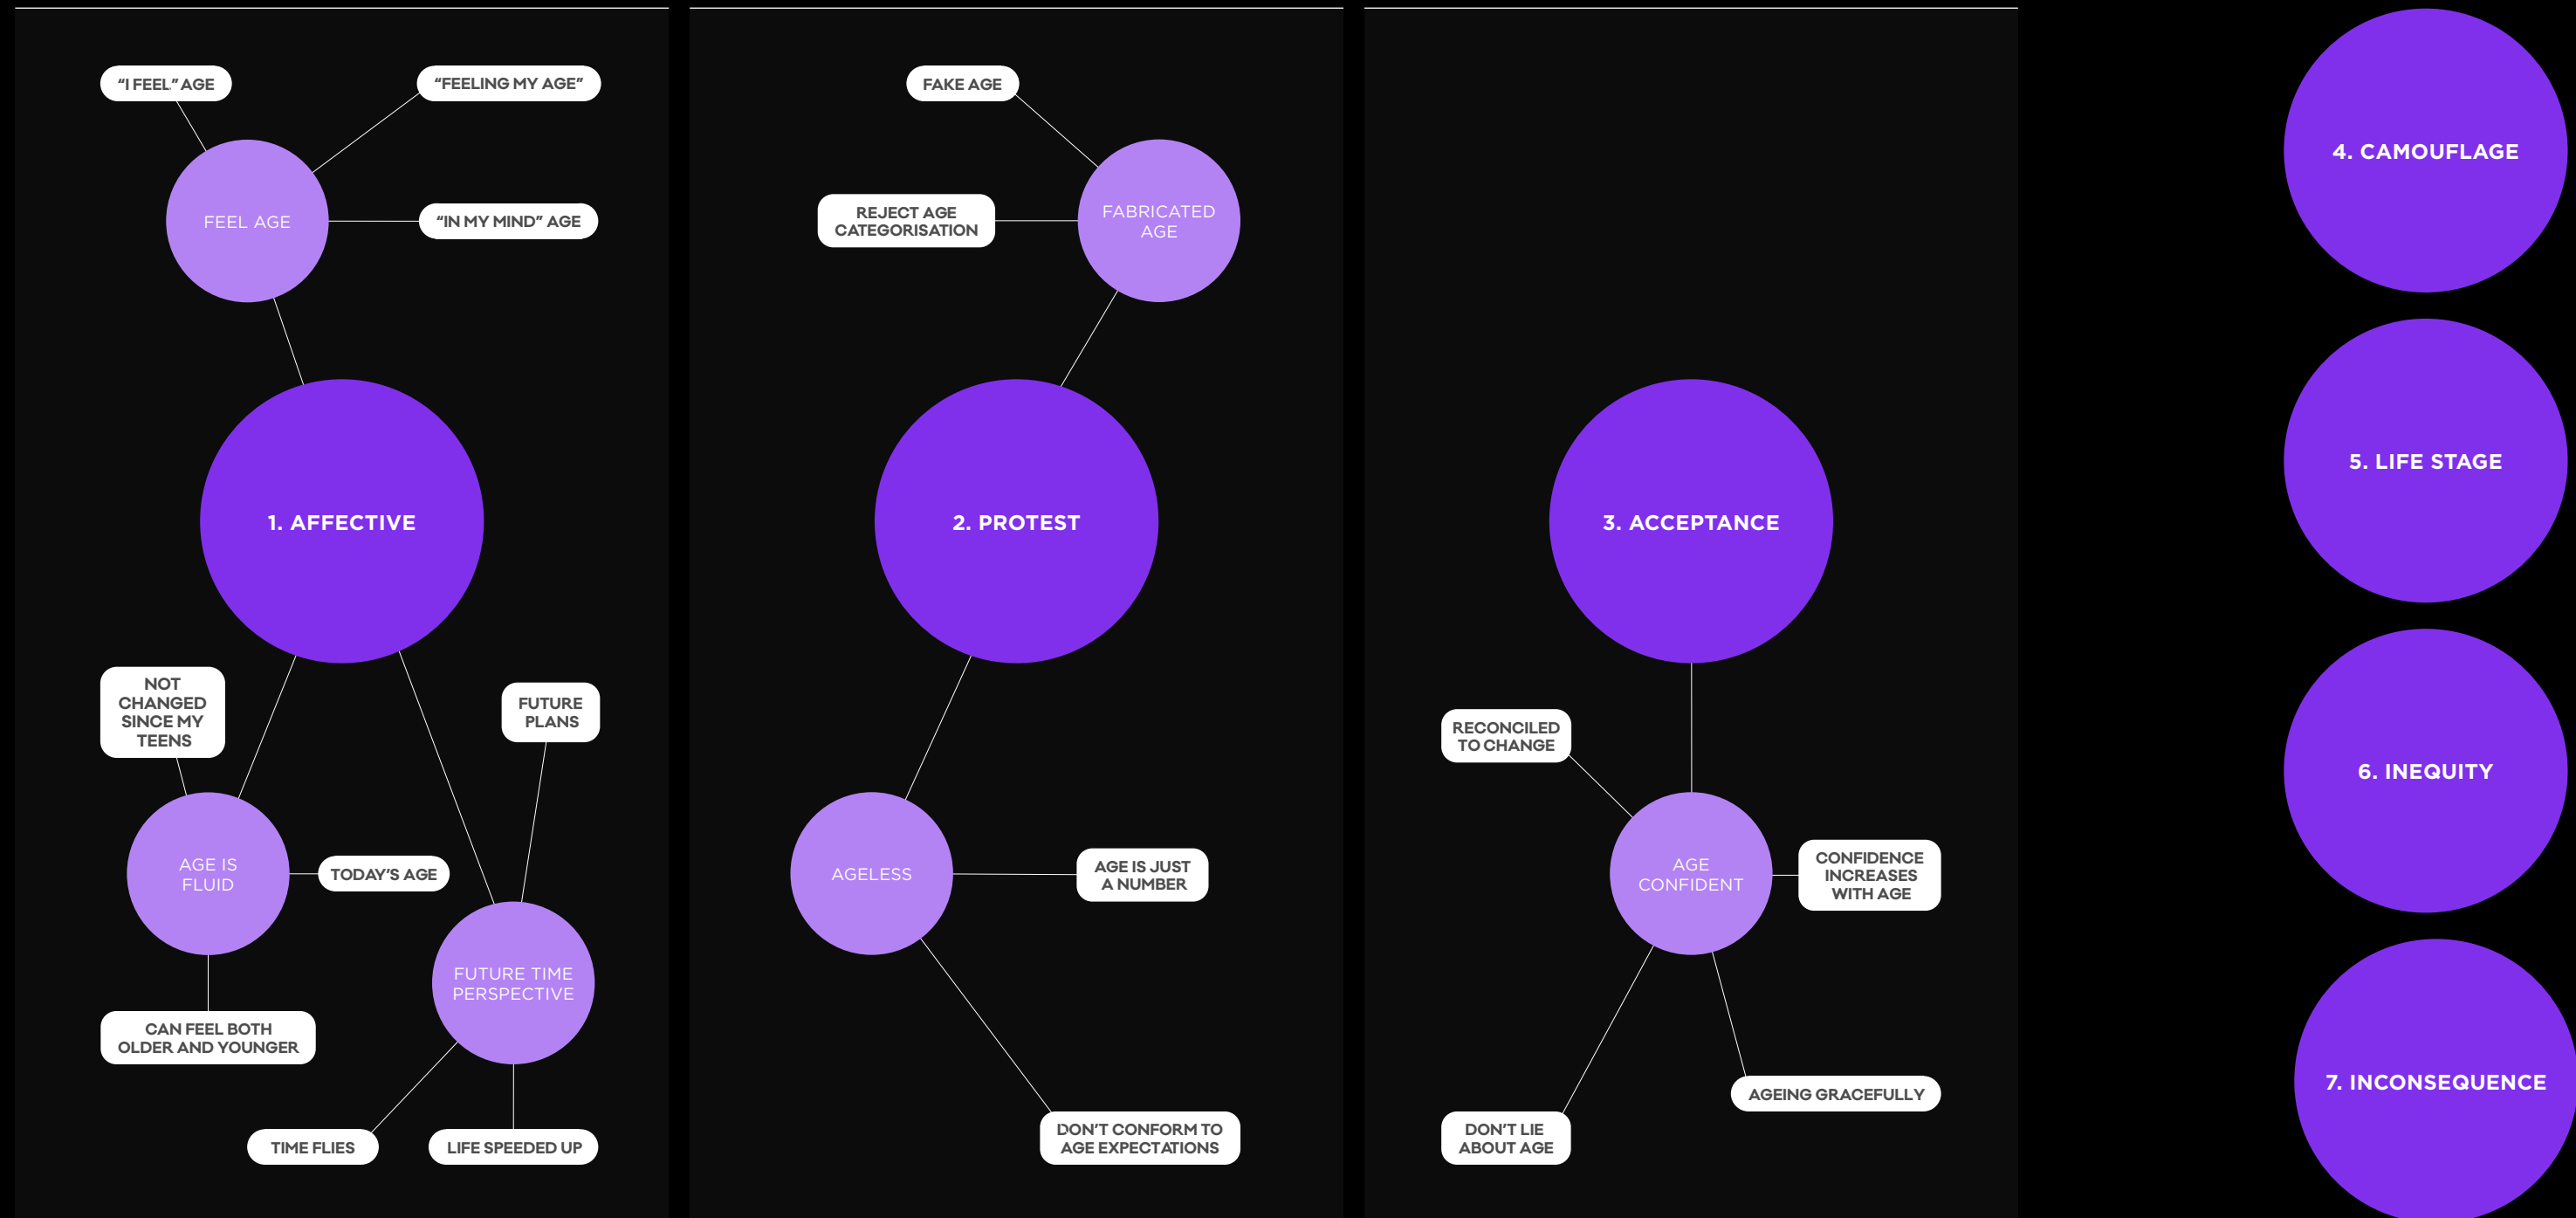 “I FEEL” AGE
“FEELING MY AGE”
FEEL AGE
“IN MY MIND” AGE
1. AFFECTIVE
NOT
CHANGED
SINCE MY
TEENS
FUTURE
PLANS
AGE IS
FLUID
TODAY’S AGE
FUTURE TIME
PERSPECTIVE
CAN FEEL BOTH
OLDER AND YOUNGER
TIME FLIES
LIFE SPEEDED UP
FAKE AGE
REJECT AGE
CATEGORISATION
FABRICATED
AGE
2. PROTEST
AGELESS
AGE IS JUST
A NUMBER
DON’T CONFORM TO
AGE EXPECTATIONS
3. ACCEPTANCE
RECONCILED
TO CHANGE
AGE
CONFIDENT
CONFIDENCE
INCREASES
WITH AGE
AGEING GRACEFULLY
DON’T LIE
ABOUT AGE
4. CAMOUFLAGE
5. LIFE STAGE
6. INEQUITY
7. INCONSEQUENCE